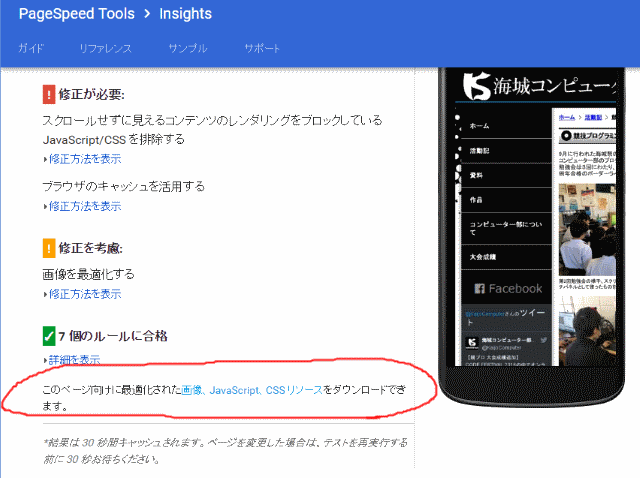 PageSpeed Tools > Insights
ガイド リファレンス サンプル サポート
! 修正が必要:
スクロールせずに見えるコンテンツのレンダリングをブロックしている
JavaScript/CSS を排除する
修正方法を表示
ブラウザのキャッシュを活用する
修正方法を表示
! 修正を考慮:
画像を最適化する
修正方法を表示
7 個のルールに合格
詳細を表示
このページ向けに最適化された画像、JavaScript、CSS リソースをダウンロードでき
ます。
*結果は 30 秒間キャッシュされます。ページを変更した場合は、テストを再実行する
前に 30 秒お待ちください。
海城コンピュータ
ホーム
活動記
資料
作品
コンピューター部につい
て
大会成績
Facebook
さんのツイー
ト
海城コンピューター部
ホーム > 活動記 >
競技プログラミ